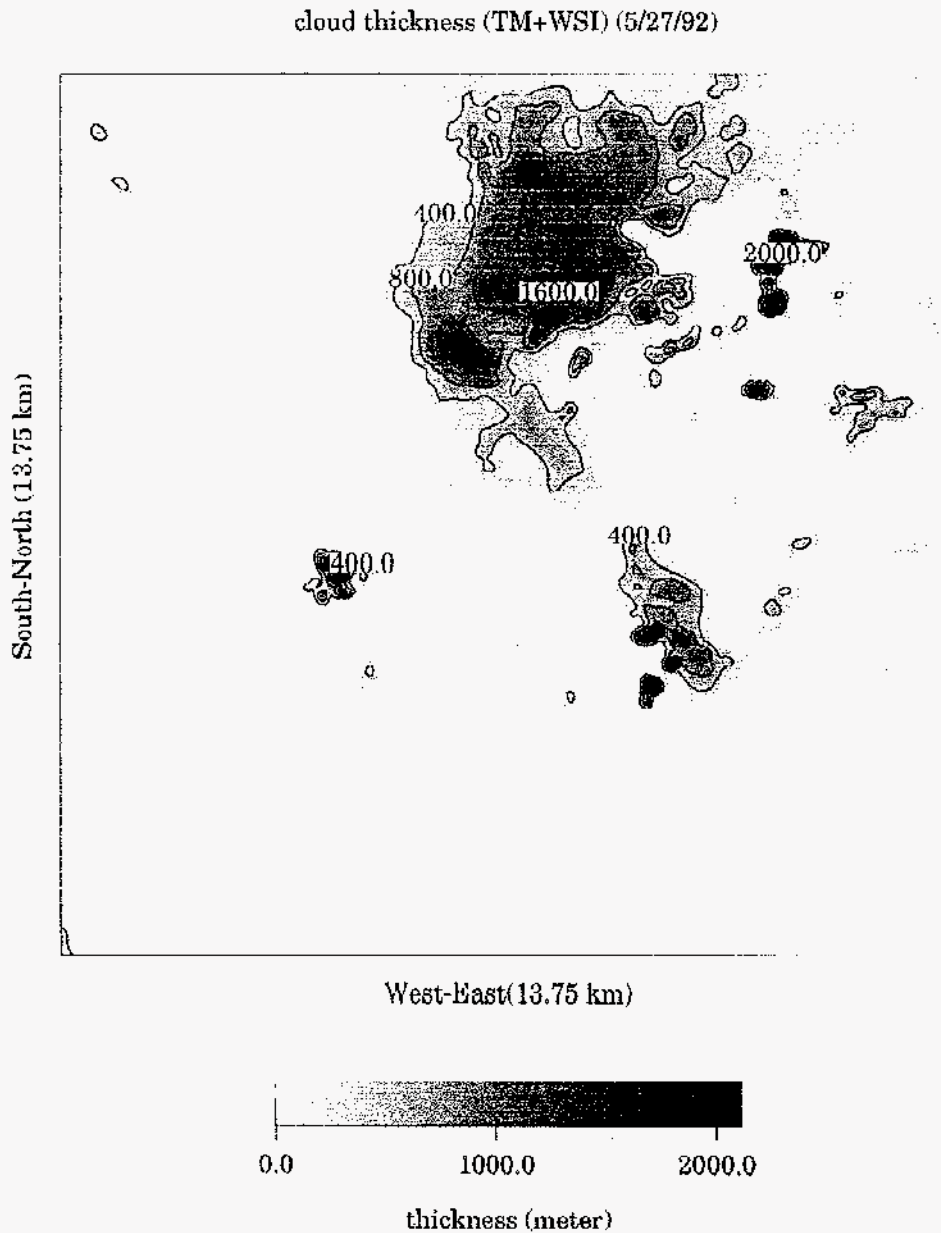 cloud thickness (TM+WSI) (5/27/92)
400.0
2000.0
800.0
1600.0
400.0
400.0
South-North (13.75 km)
West-East(13.75 km)
0.0 1000.0 2000.0
thickness (meter)